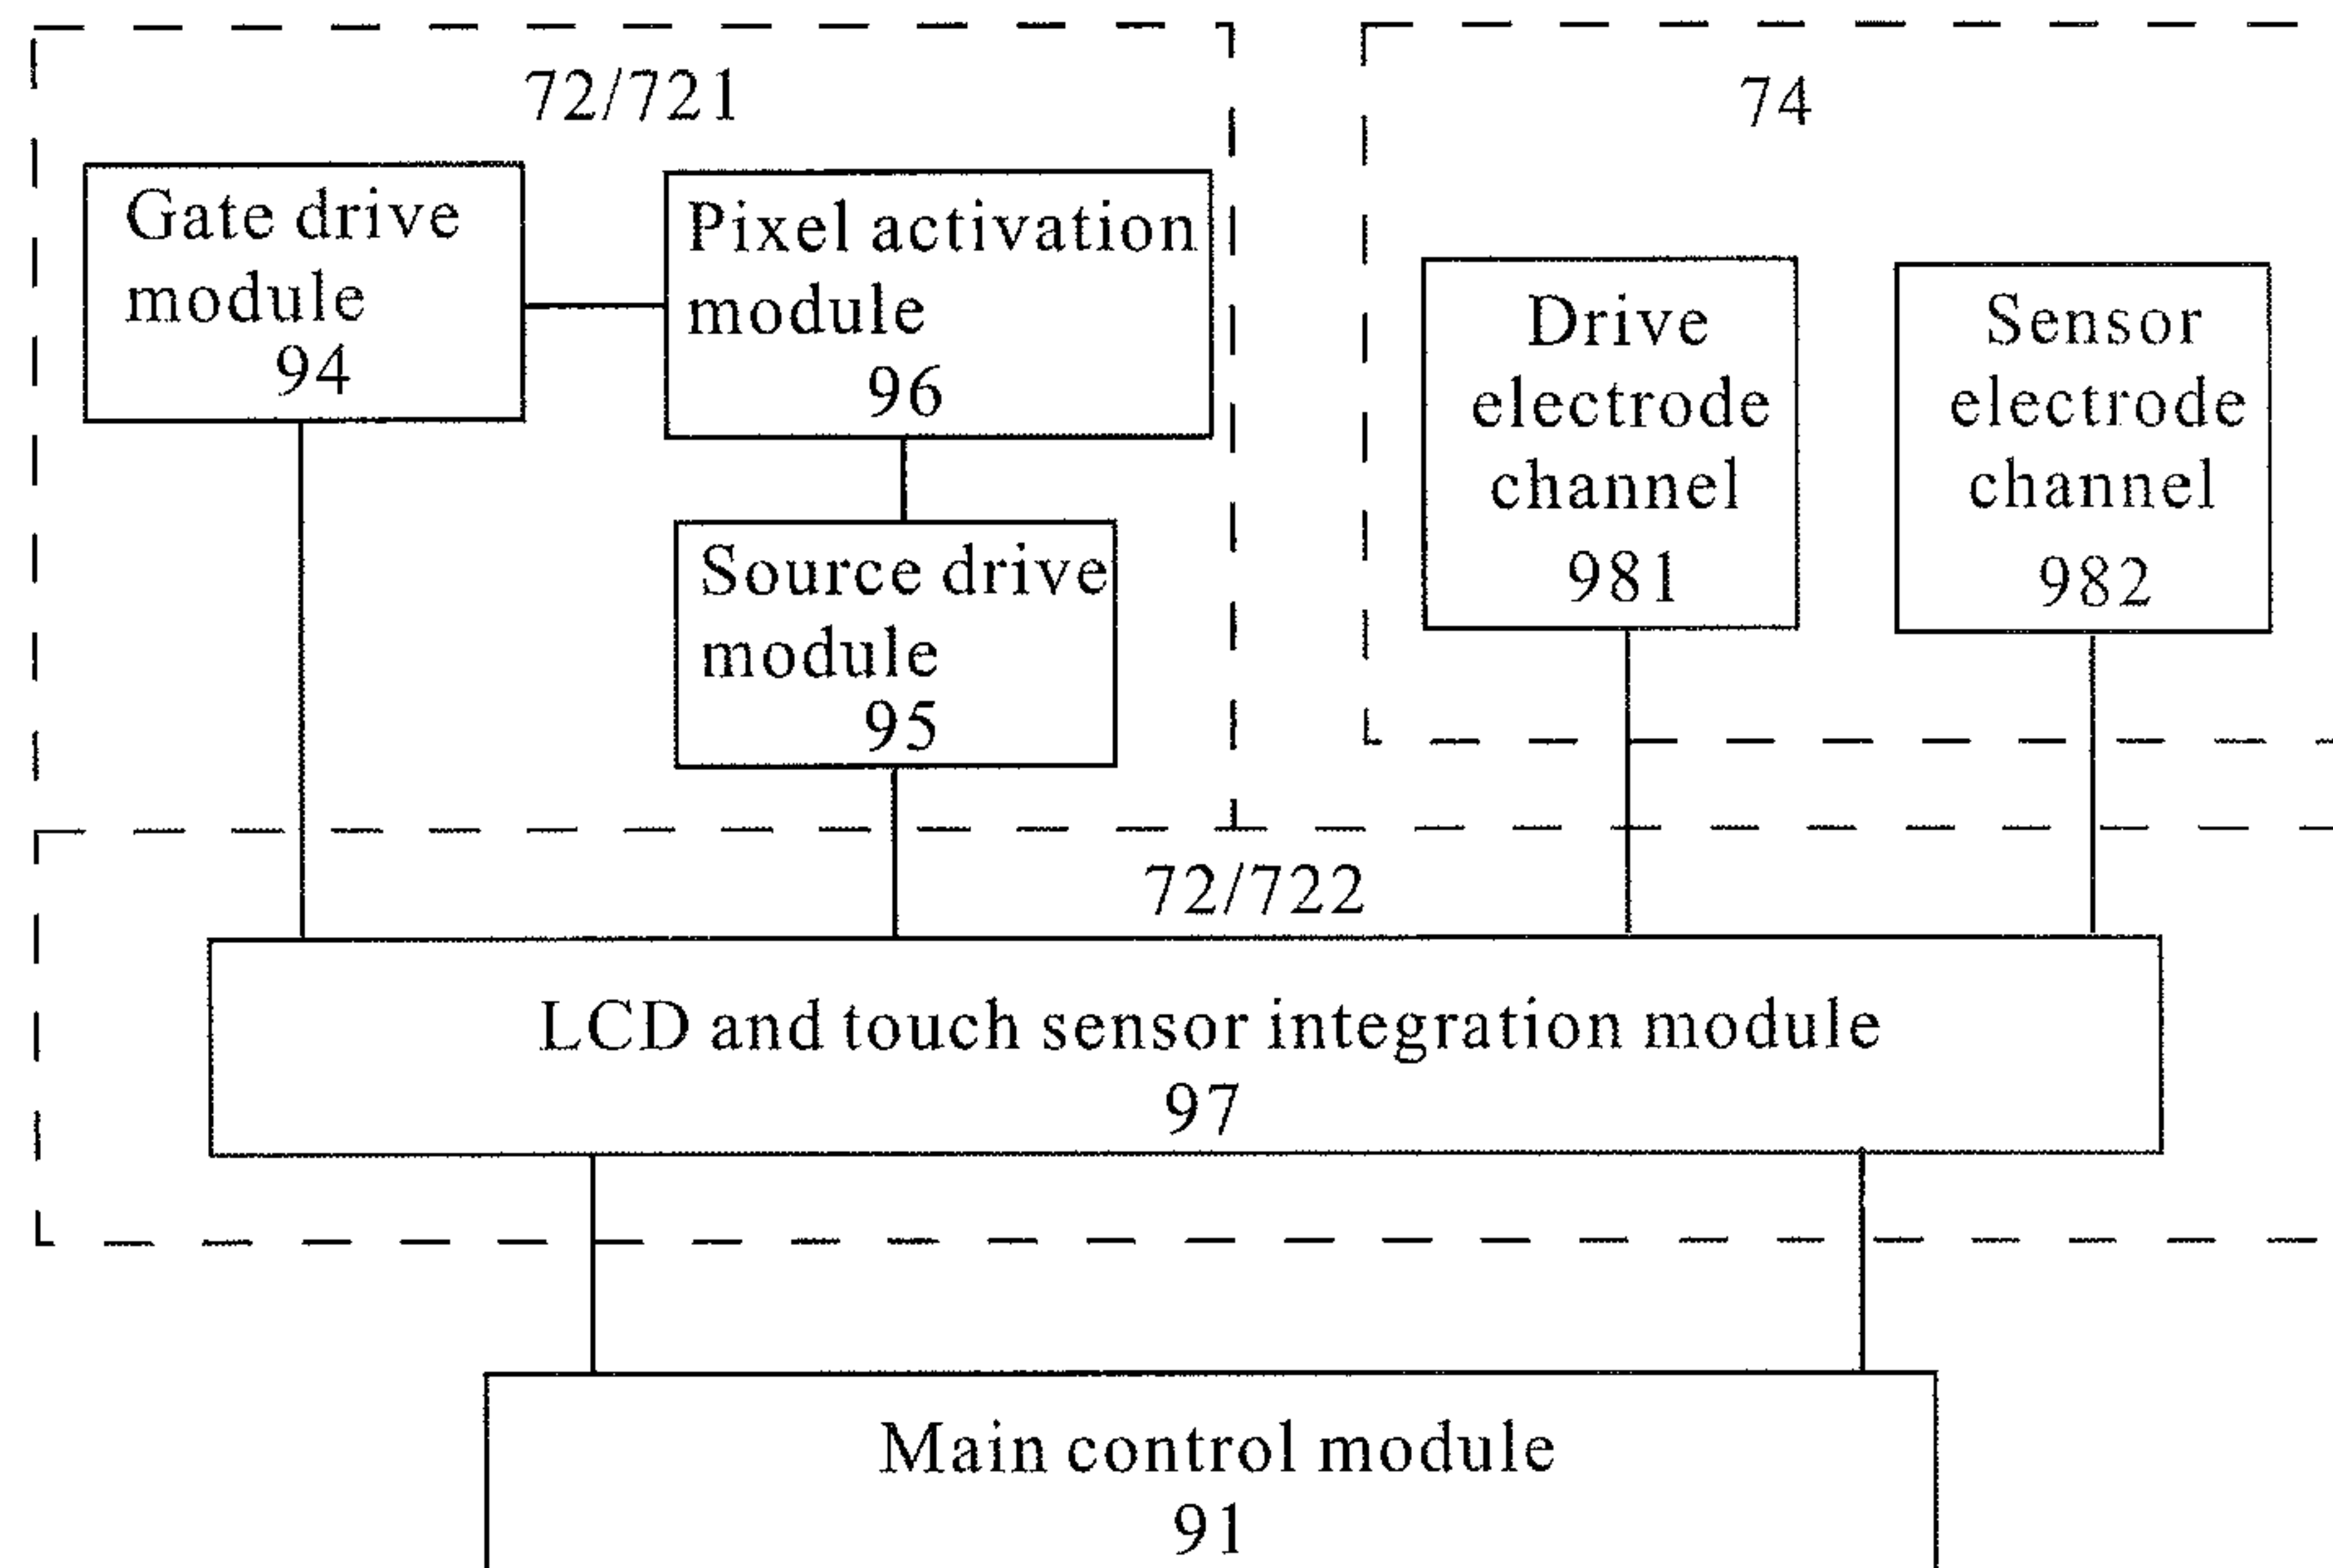 72/721
Gate drive
module
94
Pixel activation
module
96
Source drive
module
95
74
Drive
electrode
channel
981
Sensor
electrode
channel
982
72/722
LCD and touch sensor integration module
97
Main control module
91